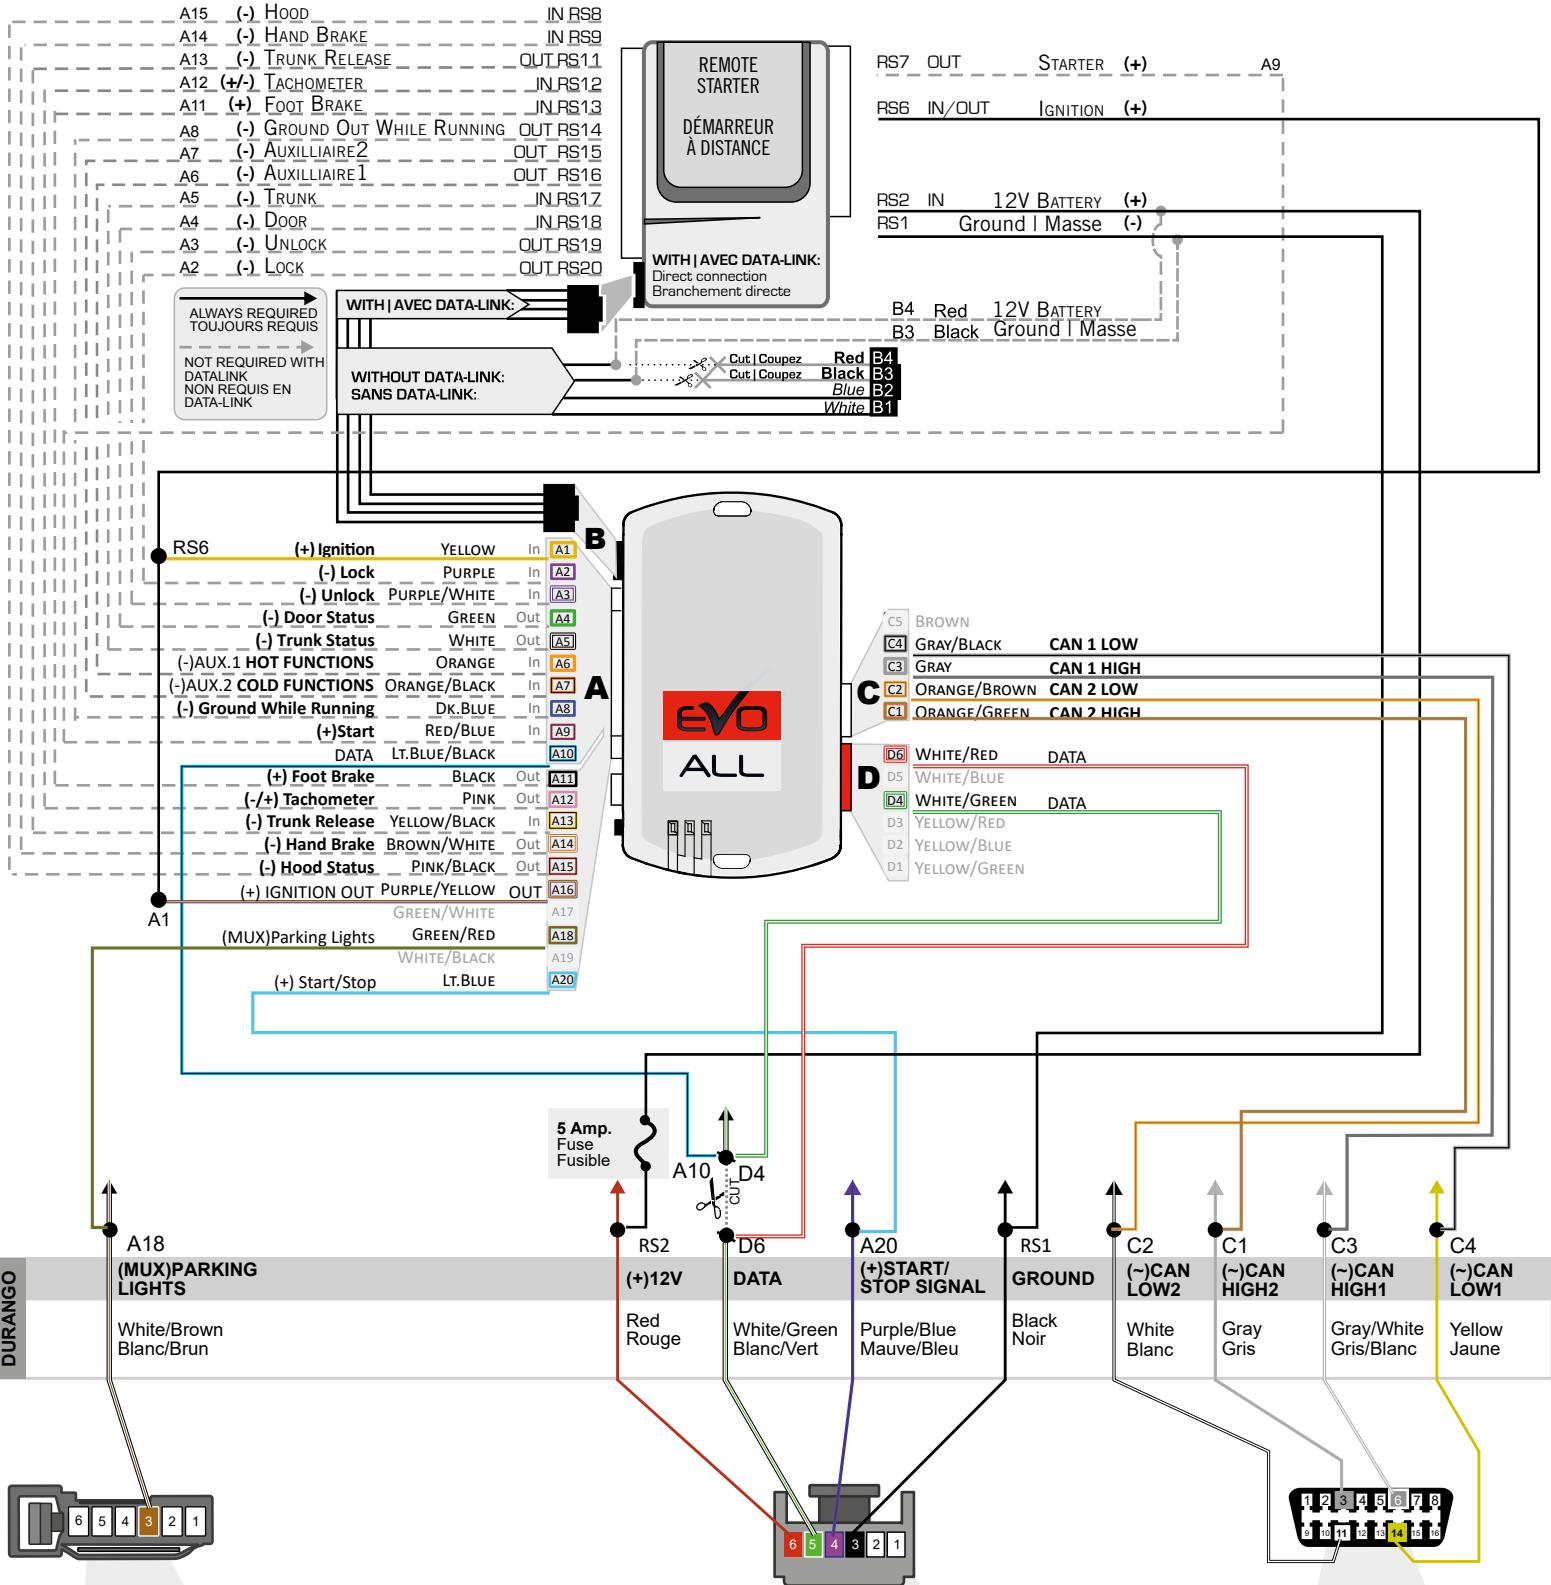 A15 (-) HOOD IN RS8
A14 (-) HAND BRAKE IN RS9
A13 (-) TRUNK RELEASE OUT RS11
A12 (+/-) TACHOMETER IN RS12
A11 (+) FOOT BRAKE IN RS13
A8 (-) GROUND OUT WHILE RUNNING OUT RS14
A7 (-) AUXILLIAIRE2 OUT RS15
A6 (-) AUXILLIAIRE1 OUT RS16
A5 (-) TRUNK IN RS17
A4 (-) DOOR IN RS18
A3 (-) UNLOCK OUT RS19
A2 (-) LOCK OUT RS20
REMOTE
STARTER
DÉMARREUR
À DISTANCE
WITH | AVEC DATA-LINK:
Direct connection
Branchement directe
RS7 OUT STARTER (+) A9
RS6 IN/OUT IGNITION (+)
RS2 IN 12V BATTERY (+)
RS1 Ground | Masse (-)
B4 Red 12V BATTERY
B3 Black Ground | Masse
ALWAYS REQUIRED
TOUJOURS REQUIS
NOT REQUIRED WITH
DATALINK
NON REQUIS EN
DATA-LINK
WITH | AVEC DATA-LINK:
WITHOUT DATA-LINK:
SANS DATA-LINK:
Cut | Coupez Red B4
Cut | Coupez Black B3
Blue B2
White B1
B
RS6 (+) Ignition YELLOW In A1
(-) Lock PURPLE In A2
(-) Unlock PURPLE/WHITE In A3
(-) Door Status GREEN Out A4
(-) Trunk Status WHITE Out A5
(-)AUX.1 HOT FUNCTIONS ORANGE In A6
(-)AUX.2 COLD FUNCTIONS ORANGE/BLACK In A7
(-) Ground While Running DK.BLUE In A8
(+)Start RED/BLUE In A9
DATA LT.BLUE/BLACK A10
(+) Foot Brake BLACK Out A11
(-/+) Tachometer PINK Out A12
(-) Trunk Release YELLOW/BLACK In A13
(-) Hand Brake BROWN/WHITE Out A14
(-) Hood Status PINK/BLACK Out A15
(+) IGNITION OUT PURPLE/YELLOW OUT A16
A1
GREEN/WHITE A17
(MUX)Parking Lights GREEN/RED A18
WHITE/BLACK A19
(+) Start/Stop LT.BLUE A20
A
EVO
ALL
C
C5 BROWN
C4 GRAY/BLACK CAN 1 LOW
C3 GRAY CAN 1 HIGH
C2 ORANGE/BROWN CAN 2 LOW
C1 ORANGE/GREEN CAN 2 HIGH
D
D6 WHITE/RED DATA
D5 WHITE/BLUE
D4 WHITE/GREEN DATA
D3 YELLOW/RED
D2 YELLOW/BLUE
D1 YELLOW/GREEN
5 Amp.
Fuse
Fusible
A10 D4
CUT
A18 RS2 D6 A20 RS1 C2 C1 C3 C4
DURANGO
(MUX)PARKING
LIGHTS
(+)12V
DATA
(+)START/
STOP SIGNAL
GROUND
(~)CAN
LOW2
(~)CAN
HIGH2
(~)CAN
HIGH1
(~)CAN
LOW1
White/Brown
Blanc/Brun
Red
Rouge
White/Green
Blanc/Vert
Purple/Blue
Mauve/Bleu
Black
Noir
White
Blanc
Gray
Gris
Gray/White
Gris/Blanc
Yellow
Jaune
6 5 4 3 2 1
6 5 4 3 2 1
1 2 3 4 5 6 7 8
9 10 11 12 13 14 15 16